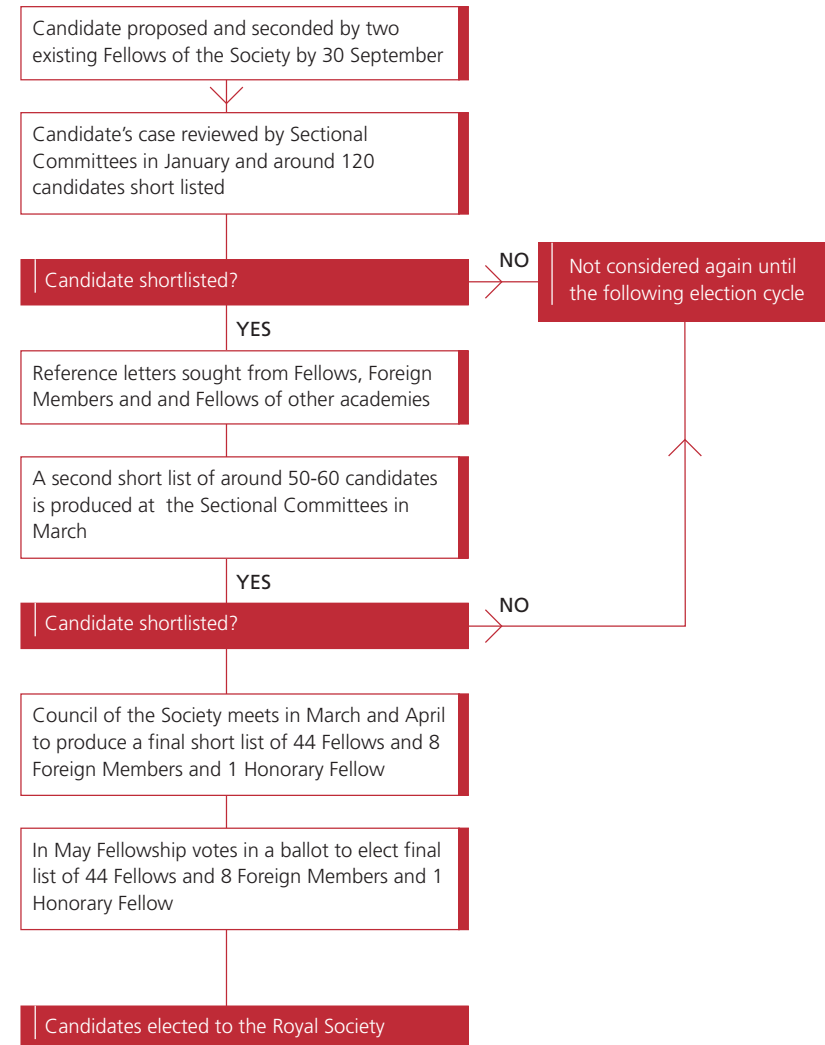 Candidate proposed and seconded by two
existing Fellows of the Society by 30 September
Candidate's case reviewed by Sectional
Committees in January and around 120
candidates short listed
Candidate shortlisted?
NO
Not considered again until
the following election cycle
YES
Reference letters sought from Fellows, Foreign
Members and and Fellows of other academies
A second short list of around 50-60 candidates
is produced at the Sectional Committees in
March
YES
Candidate shortlisted?
NO
Council of the Society meets in March and April
to produce a final short list of 44 Fellows and 8
Foreign Members and 1 Honorary Fellow
In May Fellowship votes in a ballot to elect final
list of 44 Fellows and 8 Foreign Members and 1
Honorary Fellow
Candidates elected to the Royal Society